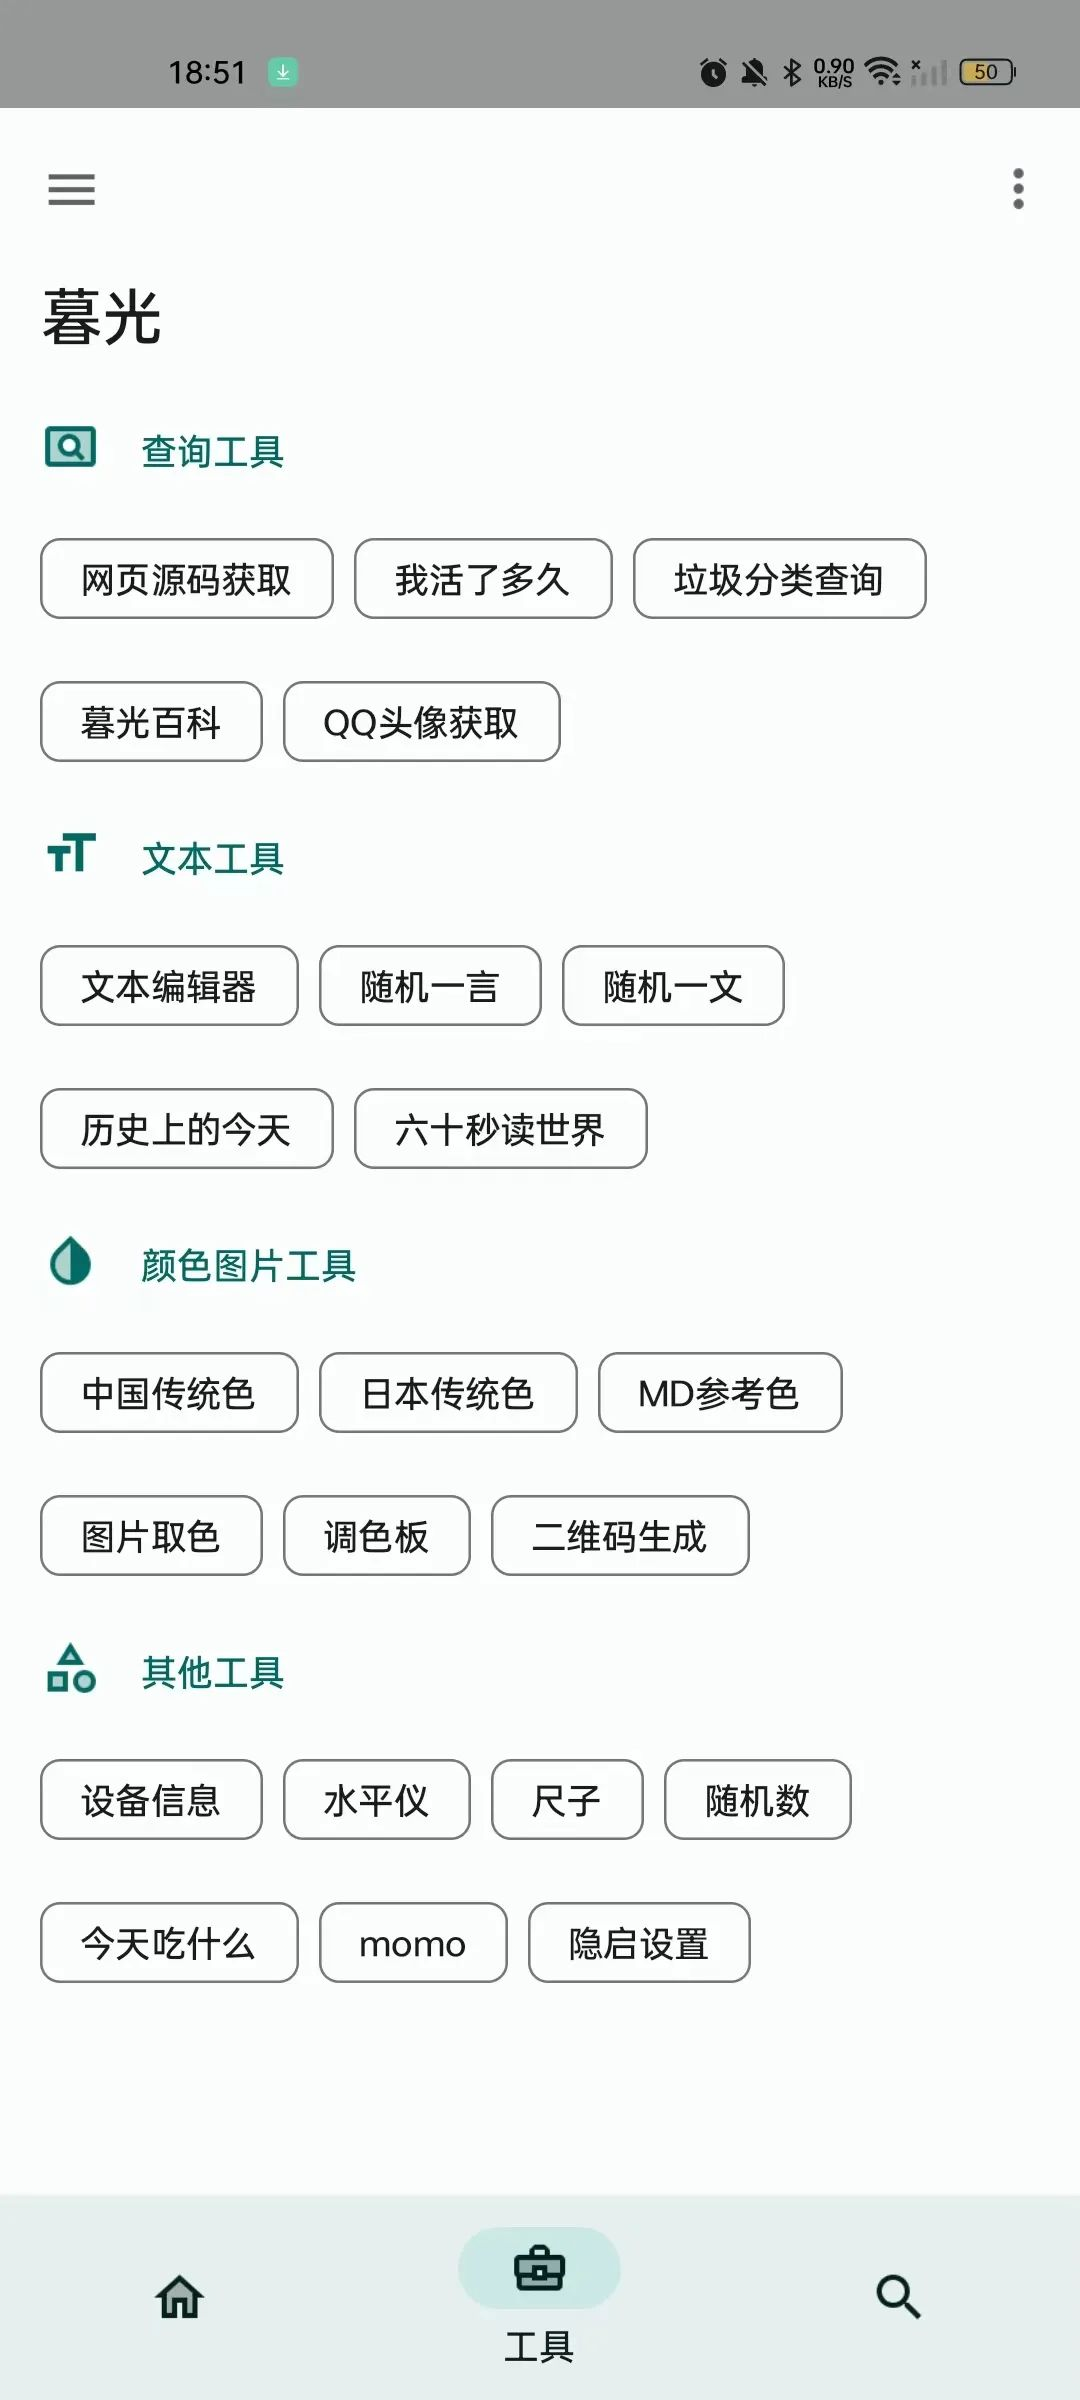 18:51 0.90 KB/S 50
暮光
查询工具
网页源码获取 我活了多久 垃圾分类查询
暮光百科 QQ头像获取
文本工具
文本编辑器 随机一言 随机一文
历史上的今天 六十秒读世界
颜色图片工具
中国传统色 日本传统色 MD参考色
图片取色 调色板 二维码生成
其他工具
设备信息 水平仪 尺子 随机数
今天吃什么 momo 隐启设置
工具